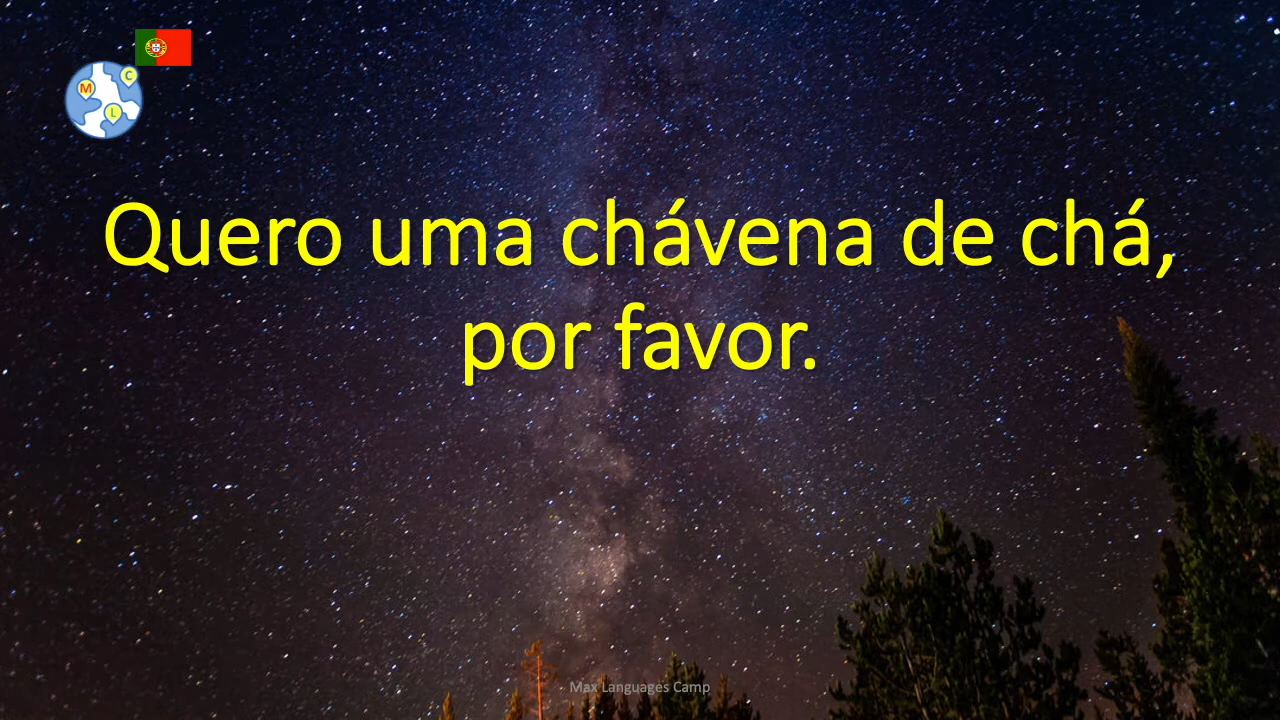 C
M
L
Quero uma chávena de chá,
por favor.
Max Languages Camp